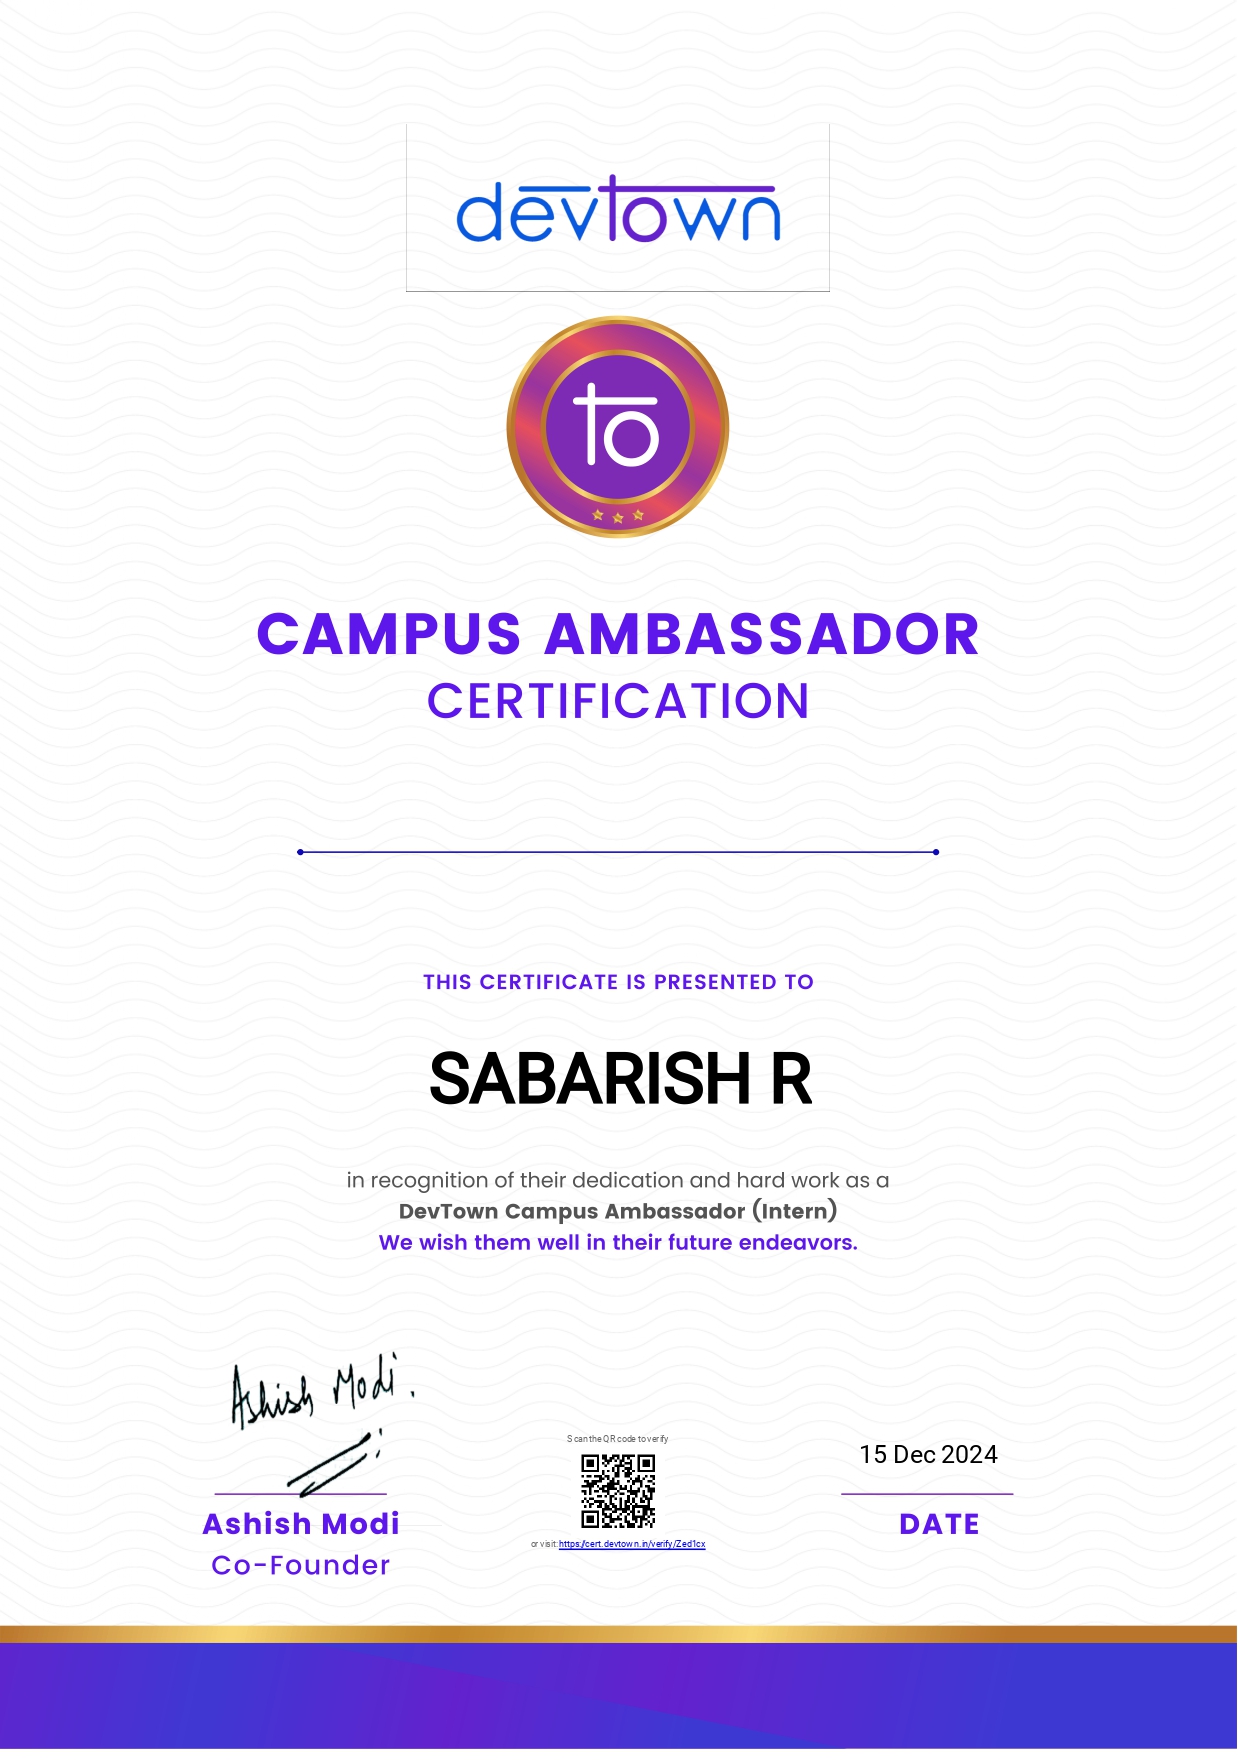 devtown
to
CAMPUS AMBASSADOR
CERTIFICATION
THIS CERTIFICATE IS PRESENTED TO
SABARISH R
in recognition of their dedication and hard work as a
DevTown Campus Ambassador (Intern)
We wish them well in their future endeavors.
Ashish Modi.
Scan the QR code to verify
15 Dec 2024
Ashish Modi
DATE
or visit: https://cert.devtown.in/verify/Zed1cx
Co-Founder